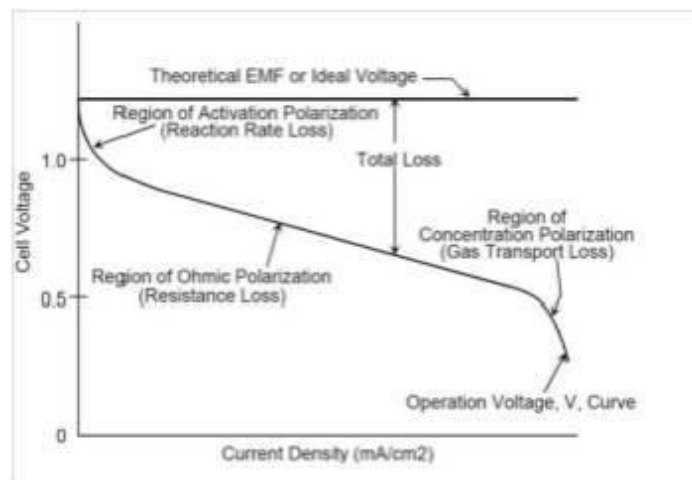 Theoretical EMF or Ideal Voltage
Region of Activation Polarization
(Reaction Rate Loss)
Total Loss
1.0
Cell Voltage
Region of
Concentration Polarization
(Gas Transport Loss)
Region of Ohmic Polarization
(Resistance Loss)
0.5
Operation Voltage, V, Curve
0
Current Density (mA/cm2)